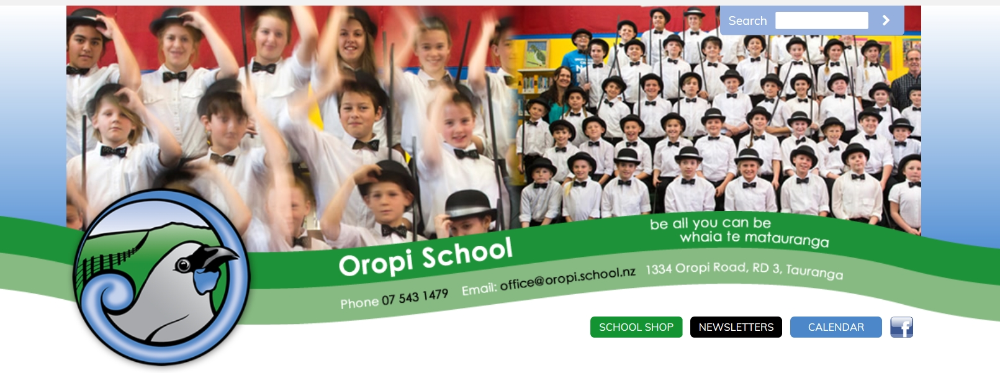 Search
be all you can be
whaia te matauranga
Oropi School
Phone 07 543 1479 Email: office@oropi.school.nz 1334 Oropi Road, RD 3, Tauranga
SCHOOL SHOP NEWSLETTERS CALENDAR f